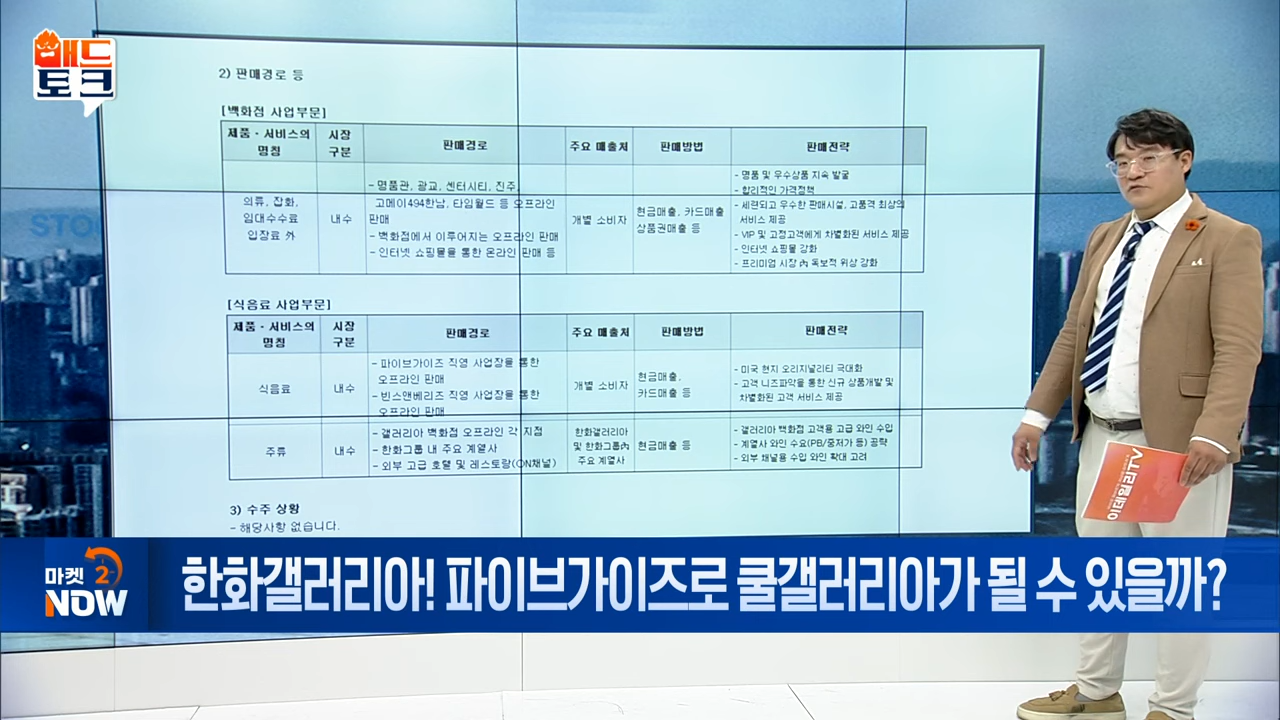 매드
토크
2) 판매경로 등
[백화점 사업부문]
제품·서비스의 명칭 시장 구분 판매경로 주요 매출처 판매방법 판매전략
의류, 잡화, 임대수수료 입장료 外
내수
- 명품관, 광교, 센터시티, 진주,
고메이494한남, 타임월드 등 오프라인
판매
- 백화점에서 이루어지는 오프라인 판매
- 인터넷 쇼핑몰을 통한 온라인 판매 등
개별 소비자
현금매출, 카드매출
상품권매출 등
- 명품 및 우수상품 지속 발굴
- 합리적인 가격정책
- 세련되고 우수한 판매시설, 고품격 최상의
서비스 제공
- VIP 및 고정고객에게 차별화된 서비스 제공
- 인터넷 쇼핑몰 강화
- 프리미엄 시장 內 독보적 위상 강화
[식음료 사업부문]
제품·서비스의 명칭 시장 구분 판매경로 주요 매출처 판매방법 판매전략
식음료
내수
- 파이브가이즈 직영 사업장을 통한
오프라인 판매
- 빈스앤베리즈 직영 사업장을 통한
오프라인 판매
개별 소비자
현금매출,
카드매출 등
- 미국 현지 오리지널리티 극대화
- 고객 니즈파악을 통한 신규 상품개발 및
차별화된 고객 서비스 제공
주류
내수
- 갤러리아 백화점 오프라인 각 지점
- 한화그룹 내 주요 계열사
- 외부 고급 호텔 및 레스토랑(ON채널)
한화갤러리아
및 한화그룹內
주요 계열사
현금매출 등
- 갤러리아 백화점 고객용 고급 와인 수입
- 계열사 와인 수요(PB/중저가 등) 공략
- 외부 채널용 수입 와인 확대 고려
3) 수주 상황
- 해당사항 없습니다.
STO
이데일리TV
마켓 2
NOW
한화갤러리아! 파이브가이즈로 쿨갤러리아가 될 수 있을까?